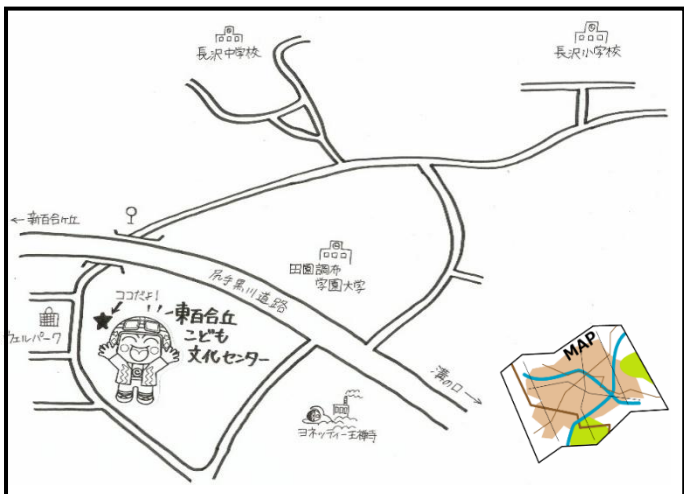 長沢中学校
長沢小学校
←新百合ヶ丘
田園調布
学園大学
尻手黒川道路
ココだよ!
東百合丘
こども
文化センター
ウェルパーク
溝の口→
ヨネッティー王禅寺
MAP